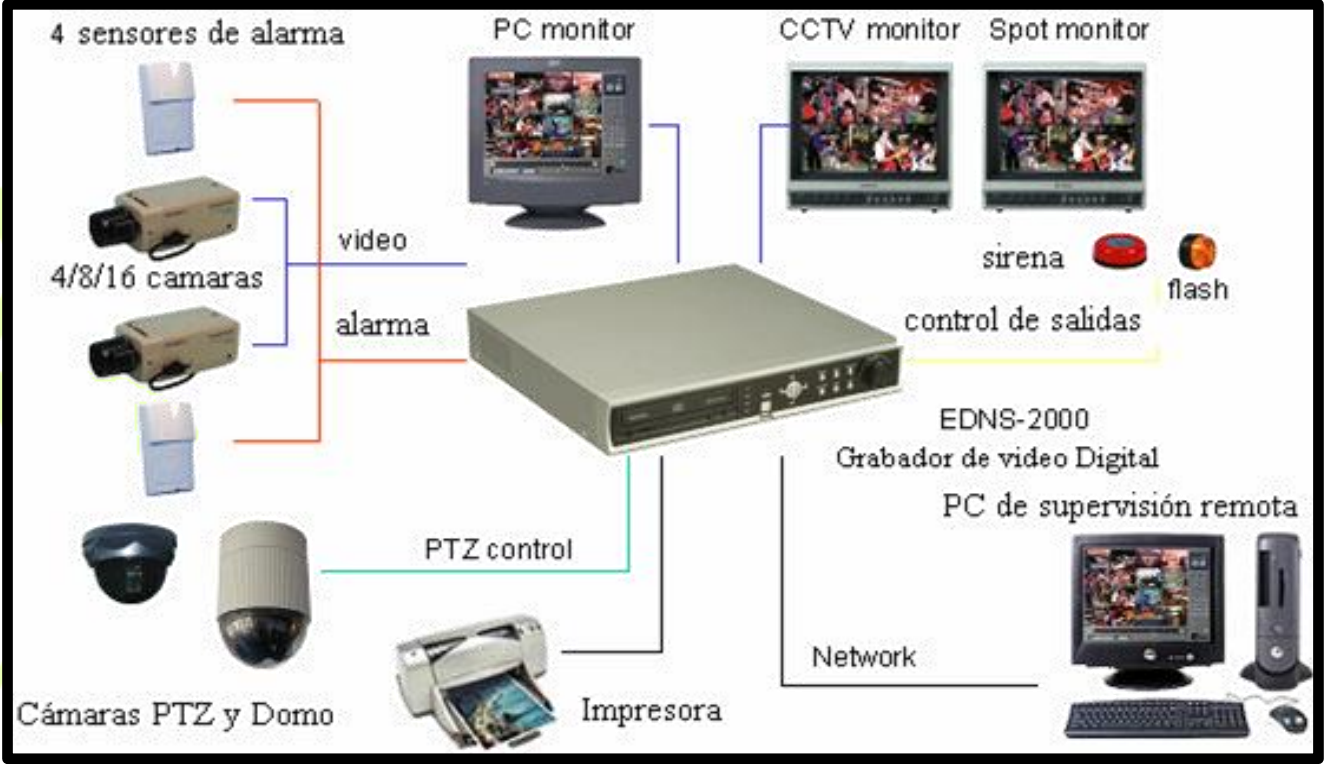 4 sensores de alarma
PC monitor
CCTV monitor
Spot monitor
video
4/8/16 camaras
alarma
sirena
flash
control de salidas
EDNS-2000
Grabador de video Digital
PC de supervisión remota
PTZ control
Network
Cámaras PTZ y Domo
Impresora